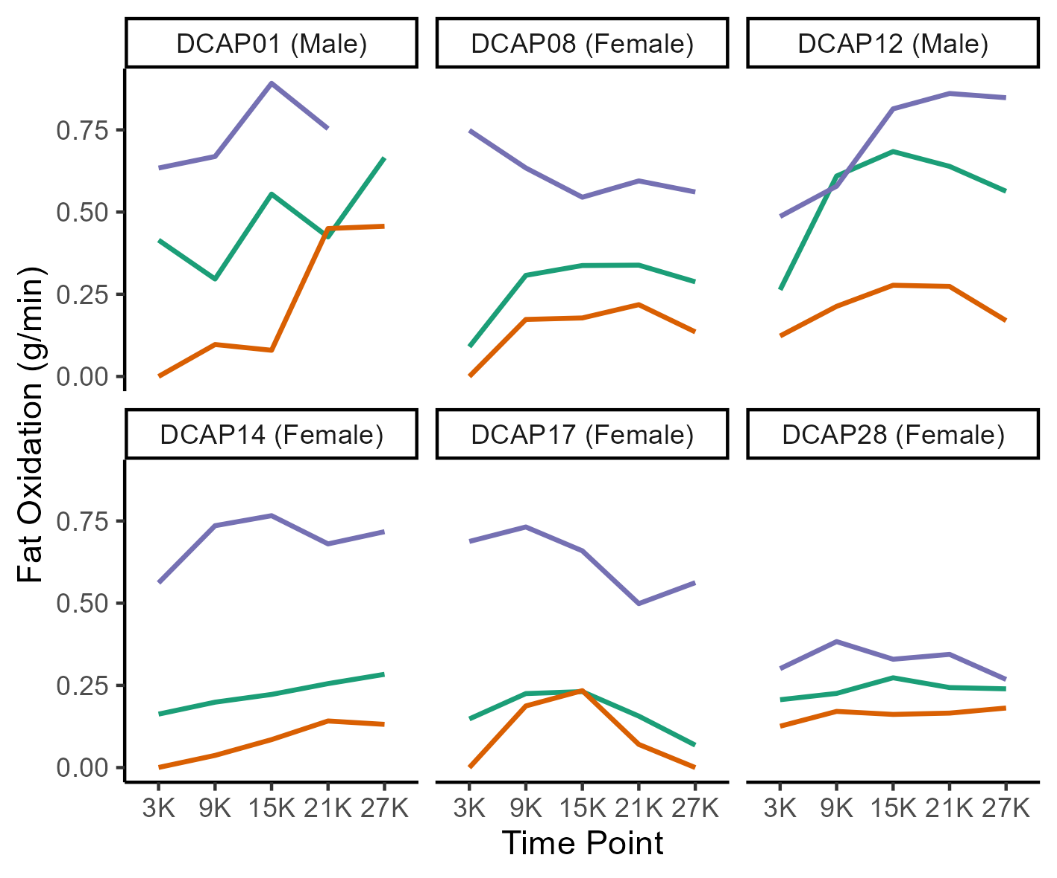 DCAP01 (Male) DCAP08 (Female) DCAP12 (Male)
0.75
0.50
0.25
0.00
DCAP14 (Female) DCAP17 (Female) DCAP28 (Female)
0.75
0.50
0.25
0.00
Fat Oxidation (g/min)
3K 9K 15K 21K 27K 3K 9K 15K 21K 27K 3K 9K 15K 21K 27K
Time Point